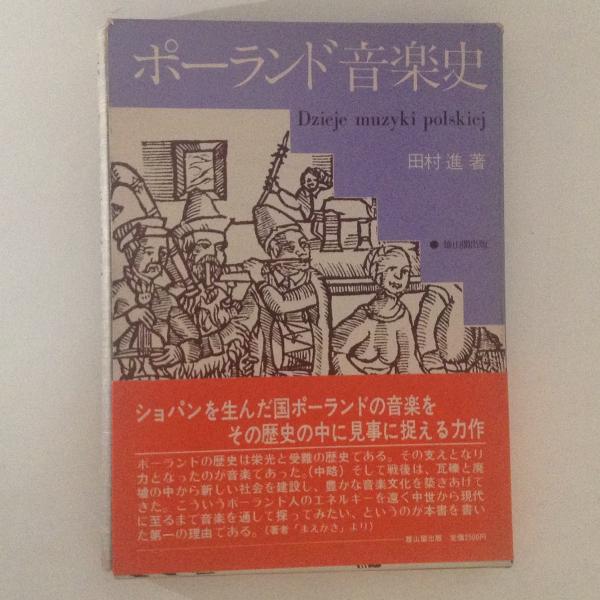 ポーランド音楽史
Dzieje muzyki polskiej
田村 進 著
● 雄山閣出版
ショパンを生んだ国ポーランドの音楽を
その歴史の中に見事に捉える力作
ポーランドの歴史は栄光と受難の歴史である。その支えとなり
力となったのが音楽であった。(中略) そして戦後は、瓦礫と廃
墟の中から新しい社会を建設し、豊かな音楽文化を築きあげて
きた。こういうポーランド人のエネルギーを遠く中世から現代
に至るまで音楽を通して探ってみたい、というのが本書を書い
た第一の理由である。(著者「まえがき」より)
雄山閣出版 定価2500円